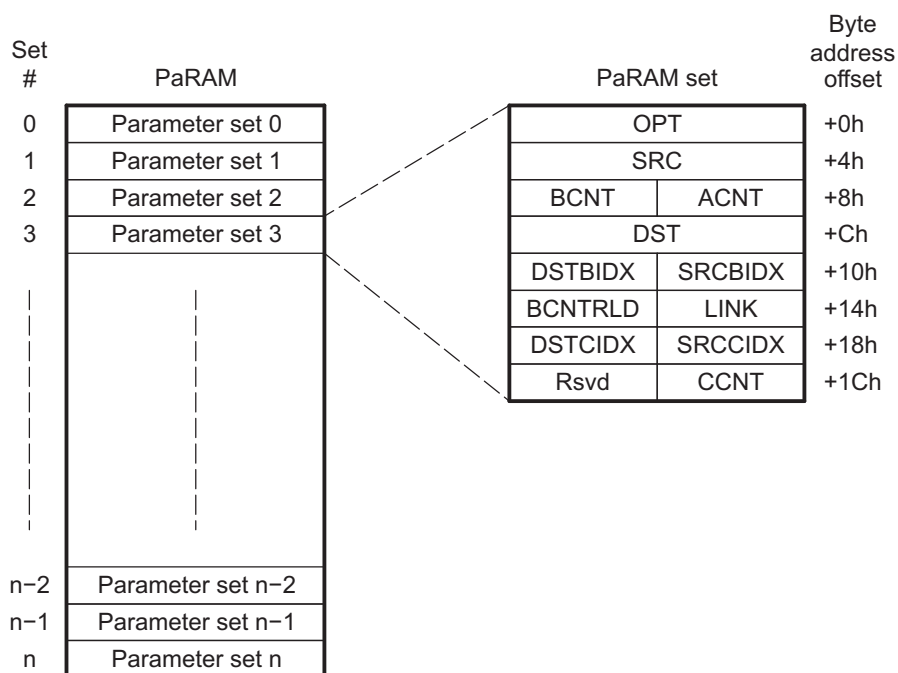 Set
#
PaRAM
0 Parameter set 0
1 Parameter set 1
2 Parameter set 2
3 Parameter set 3
n−2 Parameter set n−2
n−1 Parameter set n−1
n Parameter set n
PaRAM set
Byte
address
offset
OPT +0h
SRC +4h
BCNT ACNT +8h
DST +Ch
DSTBIDX SRCBIDX +10h
BCNTRLD LINK +14h
DSTCIDX SRCCIDX +18h
Rsvd CCNT +1Ch